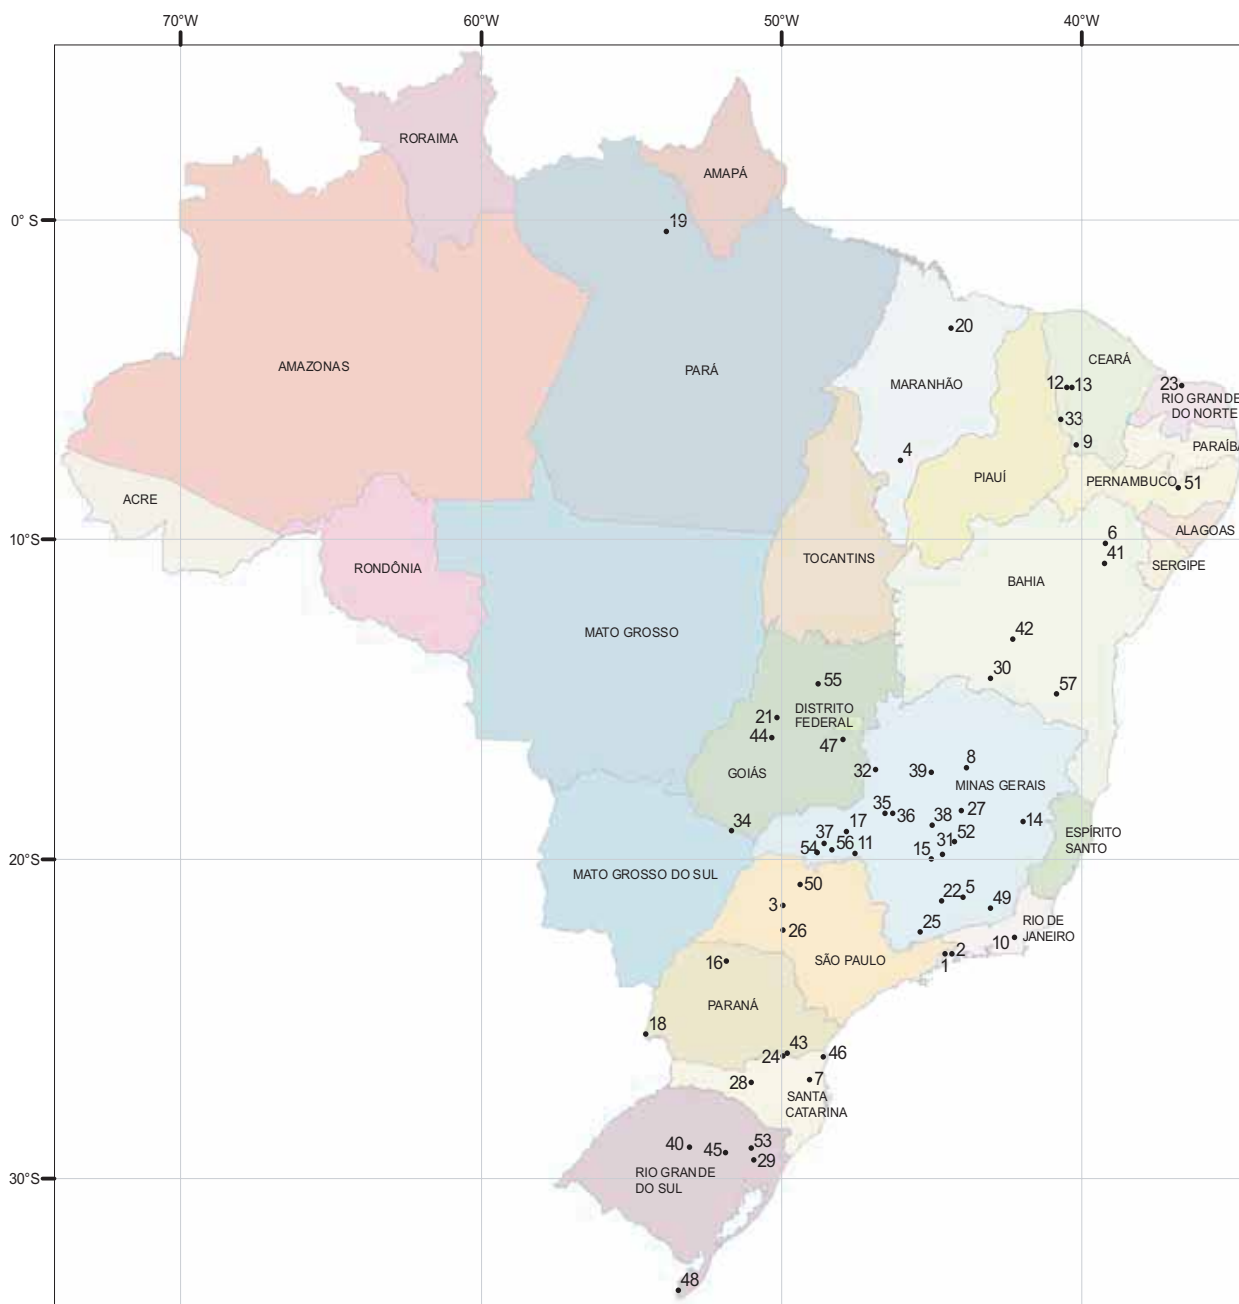 70°W 60°W 50°W 40°W
RORAIMA
AMAPÁ
0° S
19
20
AMAZONAS
PARÁ
CEARÁ
MARANHÃO
12 13
23
RIO GRANDE
DO NORTE
33
9
4
PARAÍBA
PIAUÍ
PERNAMBUCO
51
ACRE
10°S
6
ALAGOAS
41
TOCANTINS
SERGIPE
RONDÔNIA
BAHIA
MATO GROSSO
42
30
55
57
DISTRITO
FEDERAL
21
44
47
8
32
39
GOIÁS
MINAS GERAIS
35
36
27
38
14
34
17
37
52
31
ESPÍRITO
SANTO
54
56
11
15
20°S
MATO GROSSO DO SUL
50
22
5
49
3
25
26
RIO DE
JANEIRO
10
2
1
16
SÃO PAULO
PARANÁ
18
43
24
46
28
7
SANTA
CATARINA
40
45
53
29
30°S
RIO GRANDE
DO SUL
48